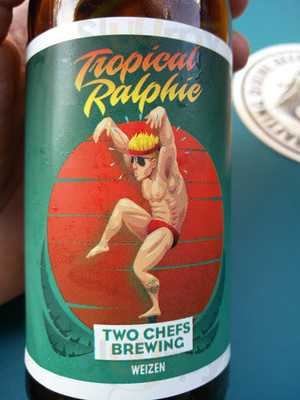 Tropical
Ralphie
TWO CHEFS
BREWING
WEIZEN